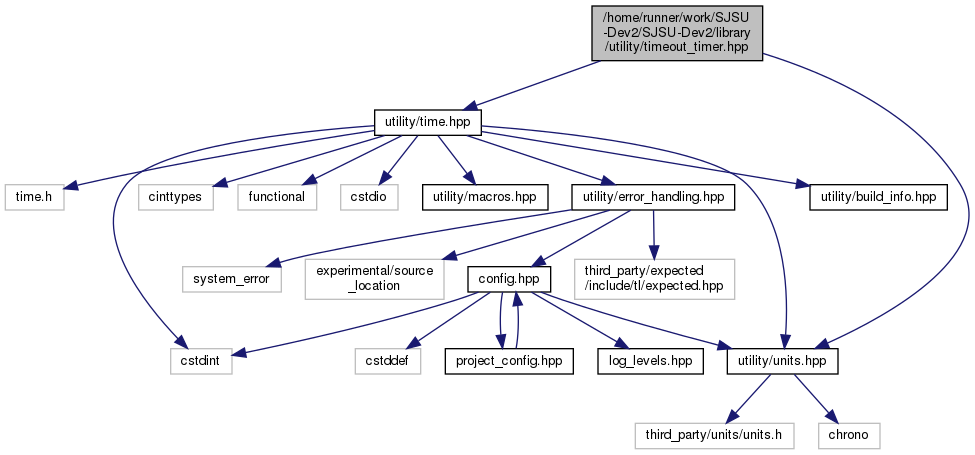 /home/runner/work/SJSU
-Dev2/SJSU-Dev2/library
/utility/timeout_timer.hpp
utility/time.hpp
time.h
cinttypes
functional
cstdio
utility/macros.hpp
utility/error_handling.hpp
utility/build_info.hpp
system_error
experimental/source
_location
config.hpp
third_party/expected
/include/tl/expected.hpp
cstdint
cstddef
project_config.hpp
log_levels.hpp
utility/units.hpp
third_party/units/units.h
chrono